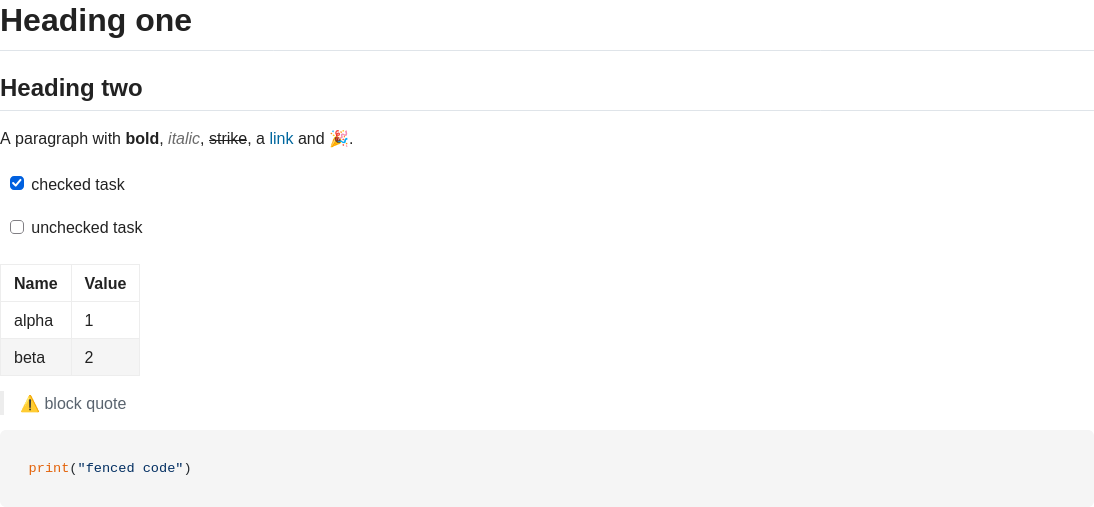 Heading one
Heading two
A paragraph with bold, italic, strike, a link and 🎉.
checked task
unchecked task
Name Value
alpha 1
beta 2
⚠️ block quote
print("fenced code")